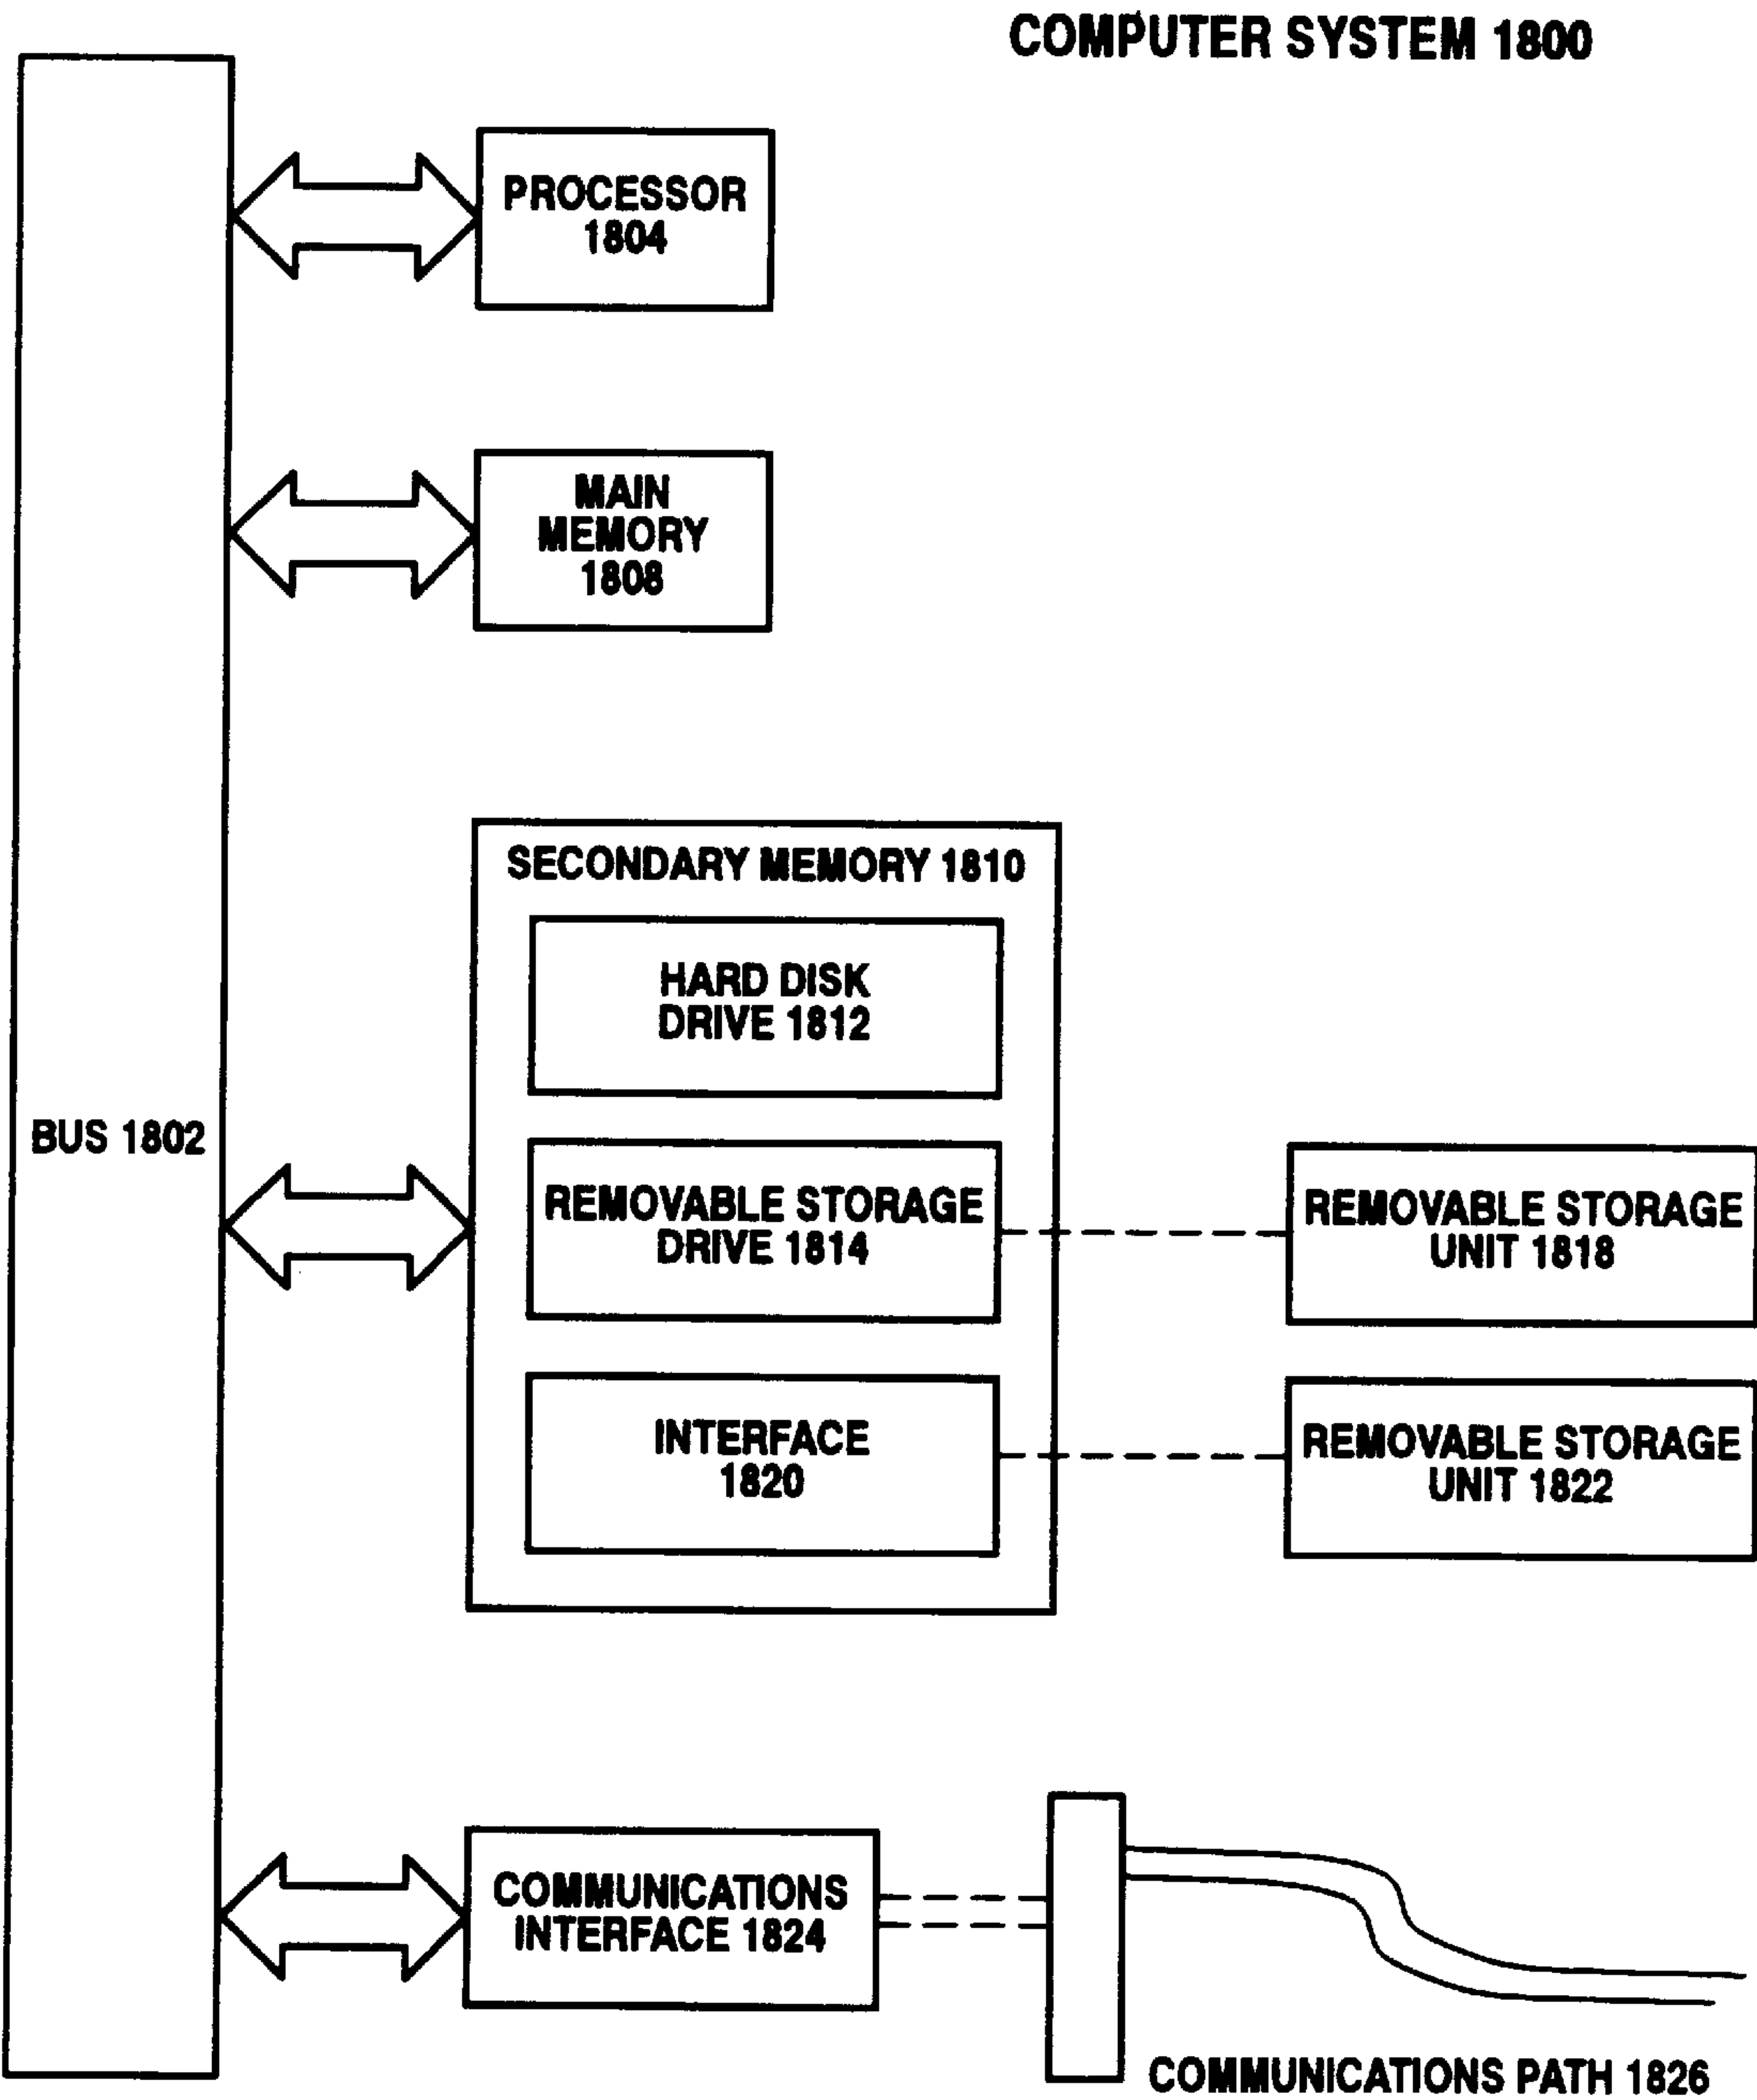 COMPUTER SYSTEM 1800
PROCESSOR
1804
MAIN
MEMORY
1808
SECONDARY MEMORY 1810
HARD DISK
DRIVE 1812
BUS 1802
REMOVABLE STORAGE
DRIVE 1814
REMOVABLE STORAGE
UNIT 1818
INTERFACE
1820
REMOVABLE STORAGE
UNIT 1822
COMMUNICATIONS
INTERFACE 1824
COMMUNICATIONS PATH 1826